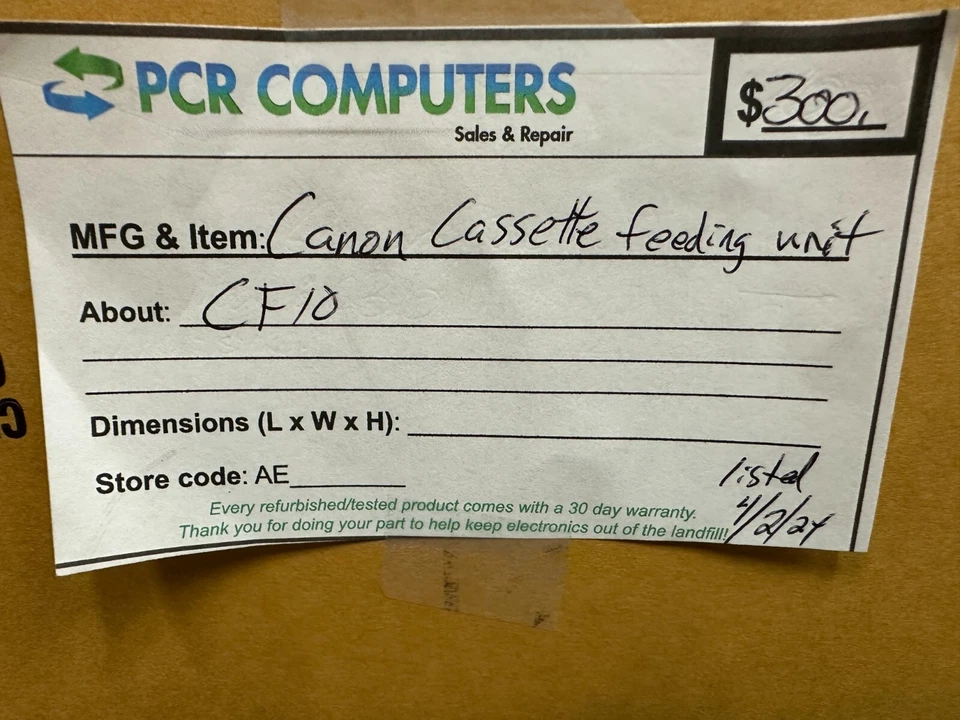 PCR COMPUTERS
Sales & Repair
$300.
MFG & Item: Canon Cassette feeding unit
About: CF10
Dimensions (L x W x H):
Store code: AE
listed
4/2/24
Every refurbished/tested product comes with a 30 day warranty.
Thank you for doing your part to help keep electronics out of the landfill!